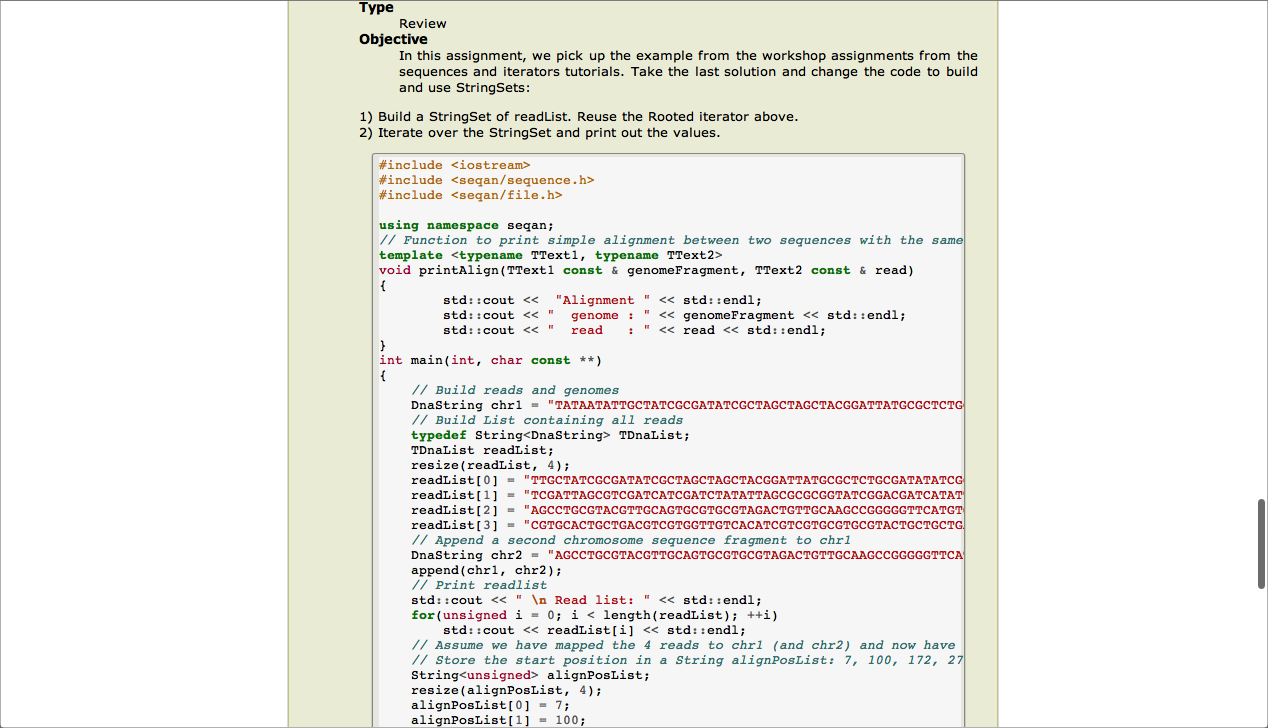 Type
Review
Objective
In this assignment, we pick up the example from the workshop assignments from the
sequences and iterators tutorials. Take the last solution and change the code to build
and use StringSets:
1) Build a StringSet of readList. Reuse the Rooted iterator above.
2) Iterate over the StringSet and print out the values.
#include <iostream>
#include <seqan/sequence.h>
#include <seqan/file.h>
using namespace seqan;
// Function to print simple alignment between two sequences with the same
template <typename TText1, typename TText2>
void printAlign(TText1 const & genomeFragment, TText2 const & read)
{
std::cout <<  "Alignment " << std::endl;
std::cout << "  genome : " << genomeFragment << std::endl;
std::cout << "  read   : " << read << std::endl;
}
int main(int, char const **)
{
// Build reads and genomes
DnaString chr1 = "TATAATATTGCTATCGCGATATCGCTAGCTAGCTACGGATTATGCGCTCTG
// Build List containing all reads
typedef String<DnaString> TDnaList;
TDnaList readList;
resize(readList, 4);
readList[0] = "TTGCTATCGCGATATCGCTAGCTAGCTACGGATTATGCGCTCTGCGATATATCG
readList[1] = "TCGATTAGCGTCGATCATCGATCTATATTAGCGCGCGGTATCGGACGATCATAT
readList[2] = "AGCCTGCGTACGTTGCAGTGCGTGCGTAGACTGTTGCAAGCCGGGGGTTCATGT
readList[3] = "CGTGCACTGCTGACGTCGTGGTTGTCACATCGTCGTGCGTGCGTACTGCTGCTG
// Append a second chromosome sequence fragment to chr1
DnaString chr2 = "AGCCTGCGTACGTTGCAGTGCGTGCGTAGACTGTTGCAAGCCGGGGGTTCA
append(chr1, chr2);
// Print readlist
std::cout << " \n Read list: " << std::endl;
for(unsigned i = 0; i < length(readList); ++i)
std::cout << readList[i] << std::endl;
// Assume we have mapped the 4 reads to chr1 (and chr2) and now have
// Store the start position in a String alignPosList: 7, 100, 172, 27
String<unsigned> alignPosList;
resize(alignPosList, 4);
alignPosList[0] = 7;
alignPosList[1] = 100;